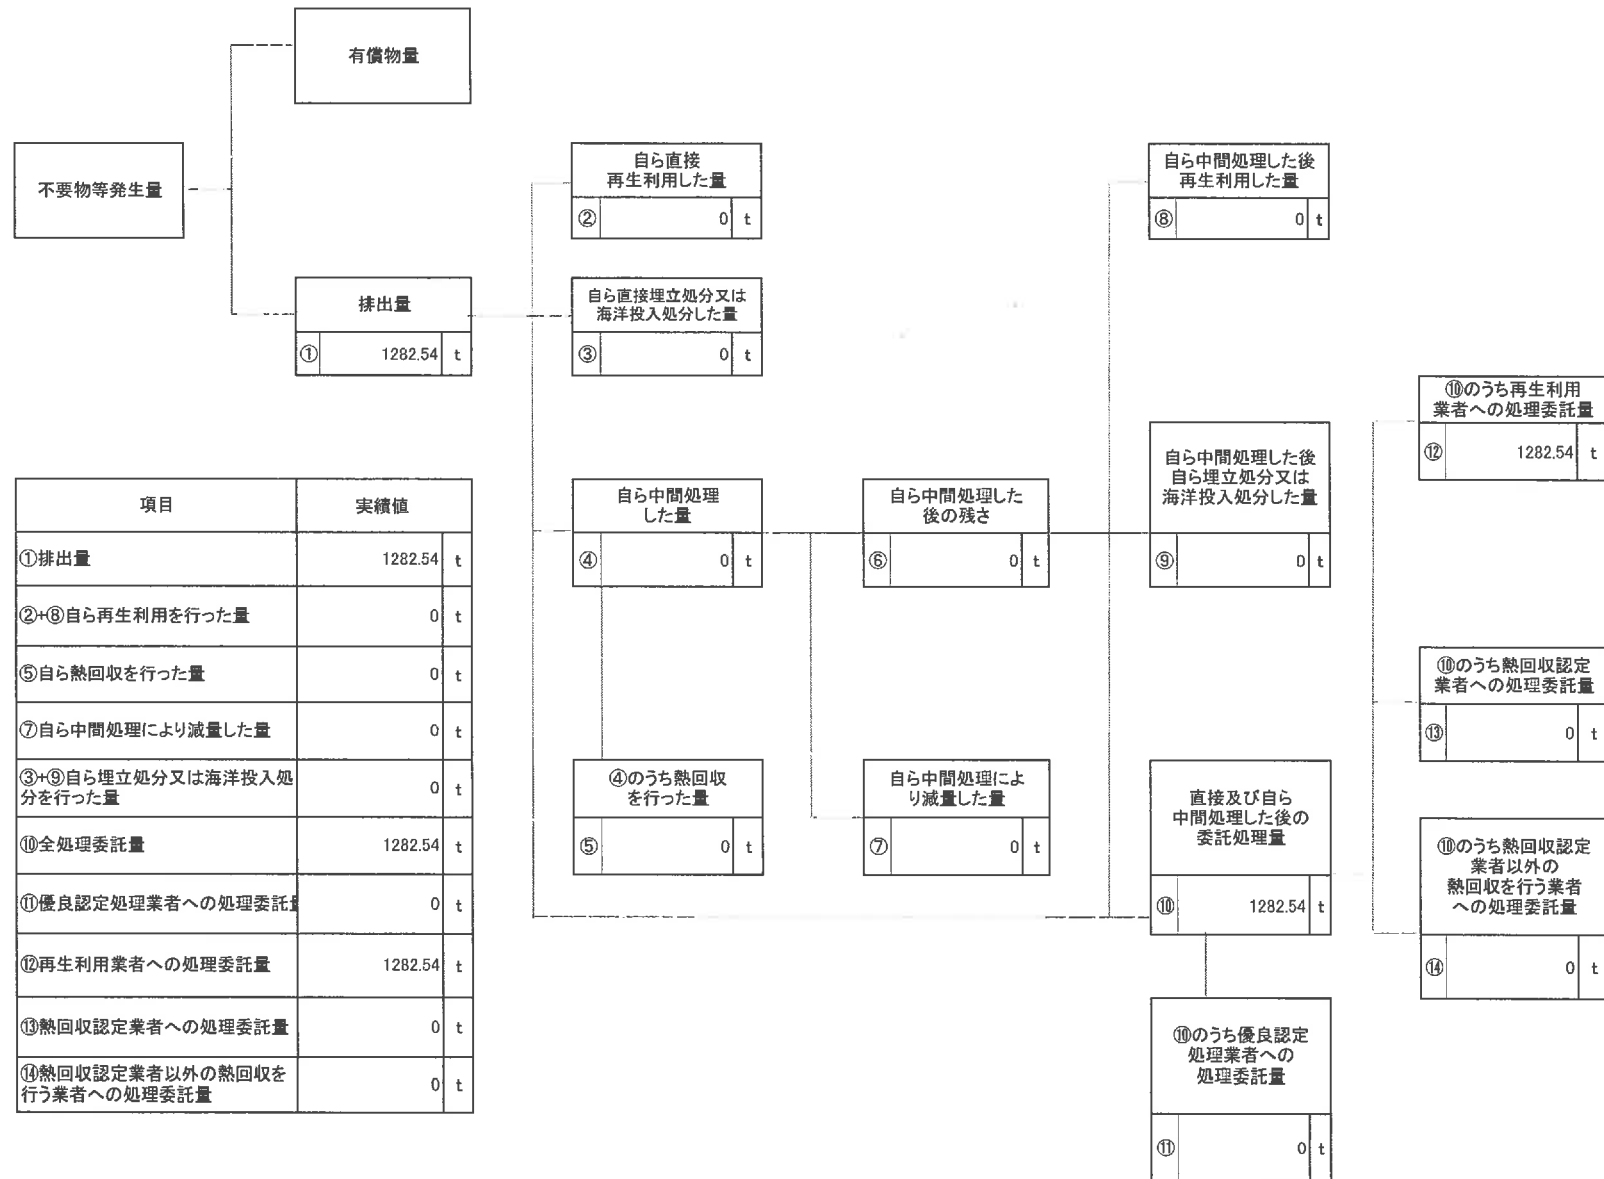 有償物量
不要物等発生量
排出量
① 1282.54 t
自ら直接
再生利用した量
② 0 t
自ら直接埋立処分又は
海洋投入処分した量
③ 0 t
自ら中間処理
した量
④ 0 t
④のうち熱回収
を行った量
⑤ 0 t
自ら中間処理した
後の残さ
⑥ 0 t
自ら中間処理によ
り減量した量
⑦ 0 t
自ら中間処理した後
再生利用した量
⑧ 0 t
自ら中間処理した後
自ら埋立処分又は
海洋投入処分した量
⑨ 0 t
直接及び自ら
中間処理した後の
委託処理量
⑩ 1282.54 t
⑩のうち優良認定
処理業者への
処理委託量
⑪ 0 t
⑩のうち再生利用
業者への処理委託量
⑫ 1282.54 t
⑩のうち熱回収認定
業者への処理委託量
⑬ 0 t
⑩のうち熱回収認定
業者以外の
熱回収を行う業者
への処理委託量
⑭ 0 t
項目 実績値
①排出量 1282.54 t
②+⑧自ら再生利用を行った量 0 t
⑤自ら熱回収を行った量 0 t
⑦自ら中間処理により減量した量 0 t
③+⑨自ら埋立処分又は海洋投入処
分を行った量 0 t
⑩全処理委託量 1282.54 t
⑪優良認定処理業者への処理委託量 0 t
⑫再生利用業者への処理委託量 1282.54 t
⑬熱回収認定業者への処理委託量 0 t
⑭熱回収認定業者以外の熱回収を
行う業者への処理委託量 0 t